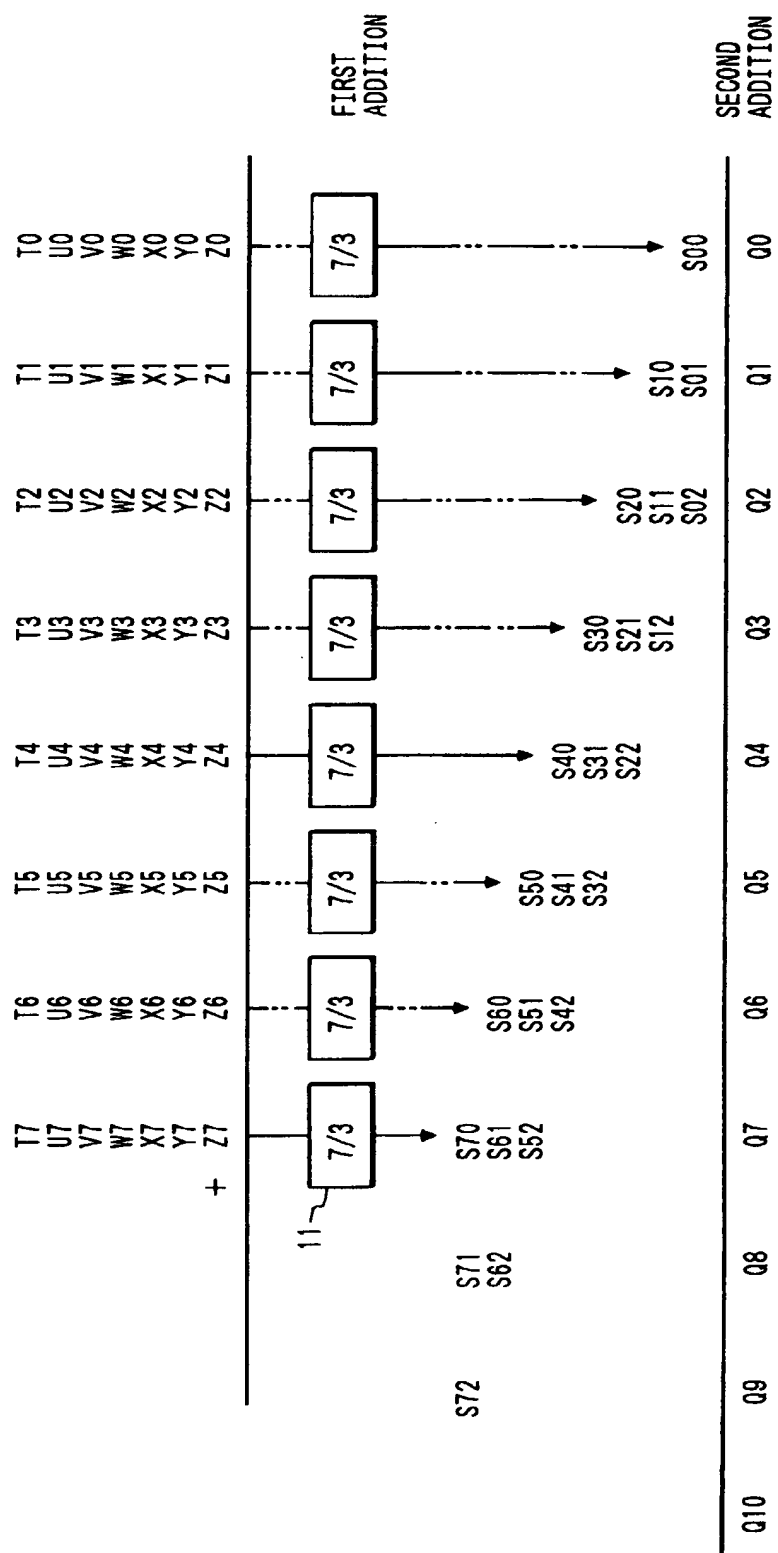 T7 T6 T5 T4 T3 T2 T1 T0
U7 U6 U5 U4 U3 U2 U1 U0
V7 V6 V5 V4 V3 V2 V1 V0
W7 W6 W5 W4 W3 W2 W1 W0
X7 X6 X5 X4 X3 X2 X1 X0
Y7 Y6 Y5 Y4 Y3 Y2 Y1 Y0
+ Z7 Z6 Z5 Z4 Z3 Z2 Z1 Z0
11 7/3 7/3 7/3 7/3 7/3 7/3 7/3 7/3 FIRST
ADDITION
S72 S71 S70
S62 S61 S60
S52 S51 S50
S42 S41 S40
S32 S31 S30
S22 S21 S20
S12 S11 S10
S02 S01 S00
SECOND
Q10 Q9 Q8 Q7 Q6 Q5 Q4 Q3 Q2 Q1 Q0 ADDITION